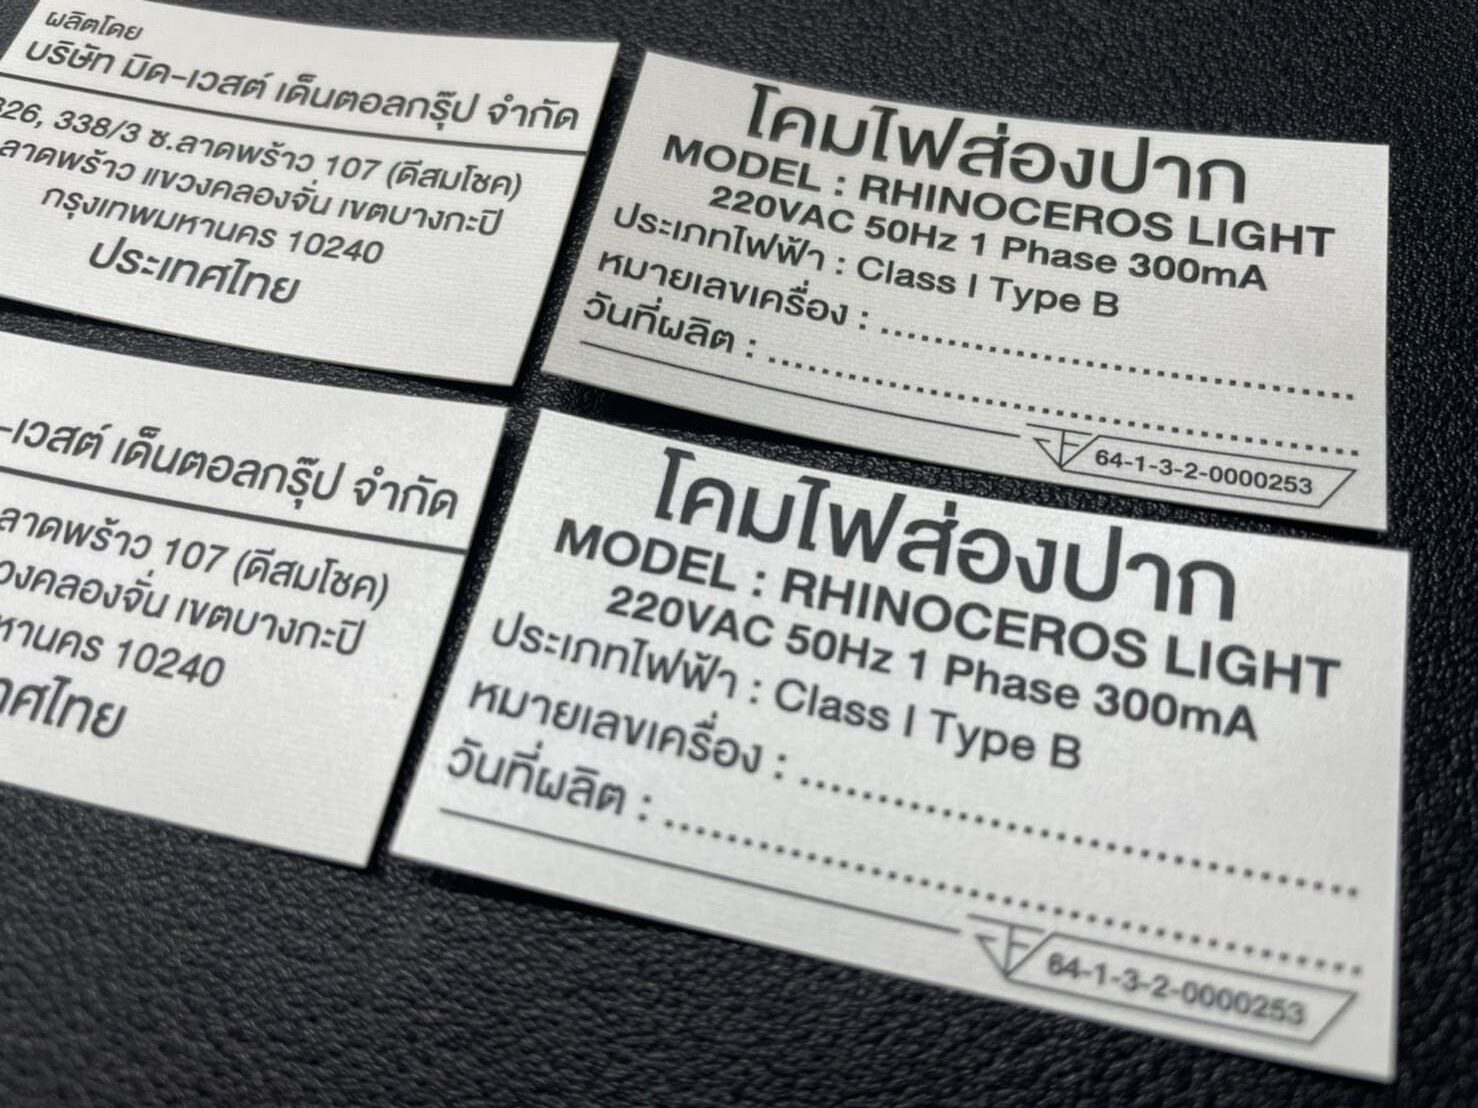 ผลิตโดย
บริษัท มิด-เวสต์ เด็นตอลกรุ๊ป จำกัด
326, 338/3 ซ.ลาดพร้าว 107 (ดีสมโชค)
ลาดพร้าว แขวงคลองจั่น เขตบางกะปิ
กรุงเทพมหานคร 10240
ประเทศไทย
โคมไฟส่องปาก
MODEL : RHINOCEROS LIGHT
220VAC 50Hz 1 Phase 300mA
ประเภทไฟฟ้า : Class I Type B
หมายเลขเครื่อง : ........................................
วันที่ผลิต : ..................................................
64-1-3-2-0000253
-เวสต์ เด็นตอลกรุ๊ป จำกัด
ลาดพร้าว 107 (ดีสมโชค)
วงคลองจั่น เขตบางกะปิ
หานคร 10240
ทศไทย
โคมไฟส่องปาก
MODEL : RHINOCEROS LIGHT
220VAC 50Hz 1 Phase 300mA
ประเภทไฟฟ้า : Class I Type B
หมายเลขเครื่อง : ........................................
วันที่ผลิต : ..................................................
64-1-3-2-0000253